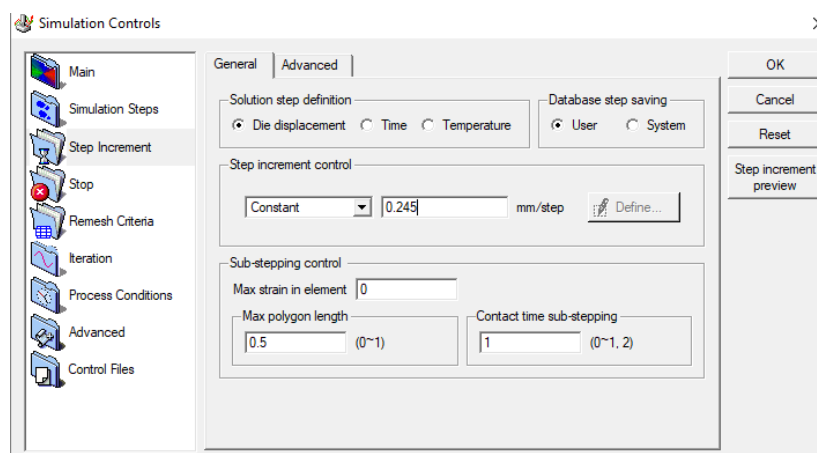 Simulation Controls
Main
Simulation Steps
Step Increment
Stop
Remesh Criteria
Iteration
Process Conditions
Advanced
Control Files
General Advanced
Solution step definition
Die displacement Time Temperature
Database step saving
User System
Step increment control
Constant 0.245 mm/step Define...
Sub-stepping control
Max strain in element 0
Max polygon length
0.5 (0~1)
Contact time sub-stepping
1 (0~1, 2)
OK
Cancel
Reset
Step increment
preview